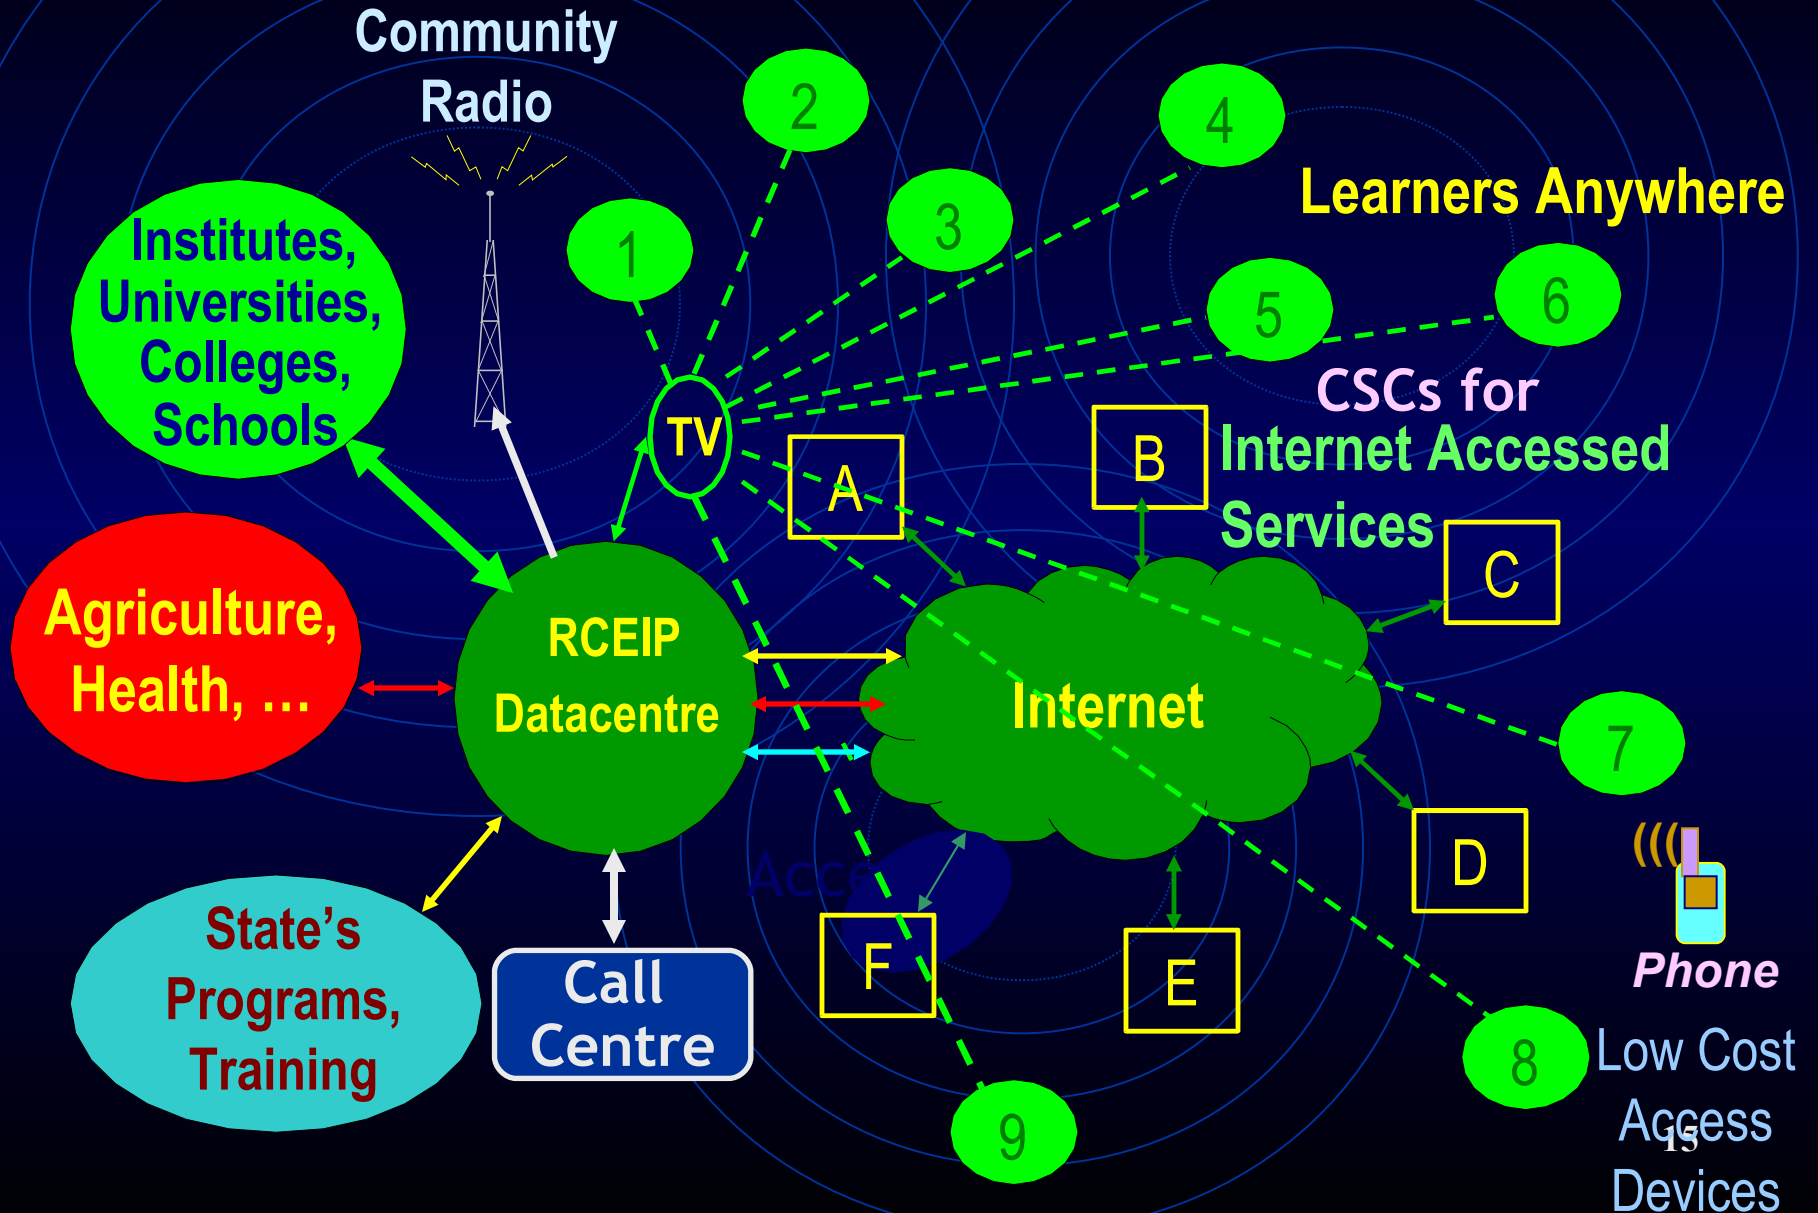 Community
Radio
2
4
Learners Anywhere
1
3
5
6
Institutes,
Universities,
Colleges,
Schools
TV
CSCs for
Internet Accessed
Services
A
B
C
Agriculture,
Health, ...
RCEIP
Datacentre
Internet
7
D
Phone
State’s
Programs,
Training
Call
Centre
F
E
8
Low Cost
Access
Devices
9
15